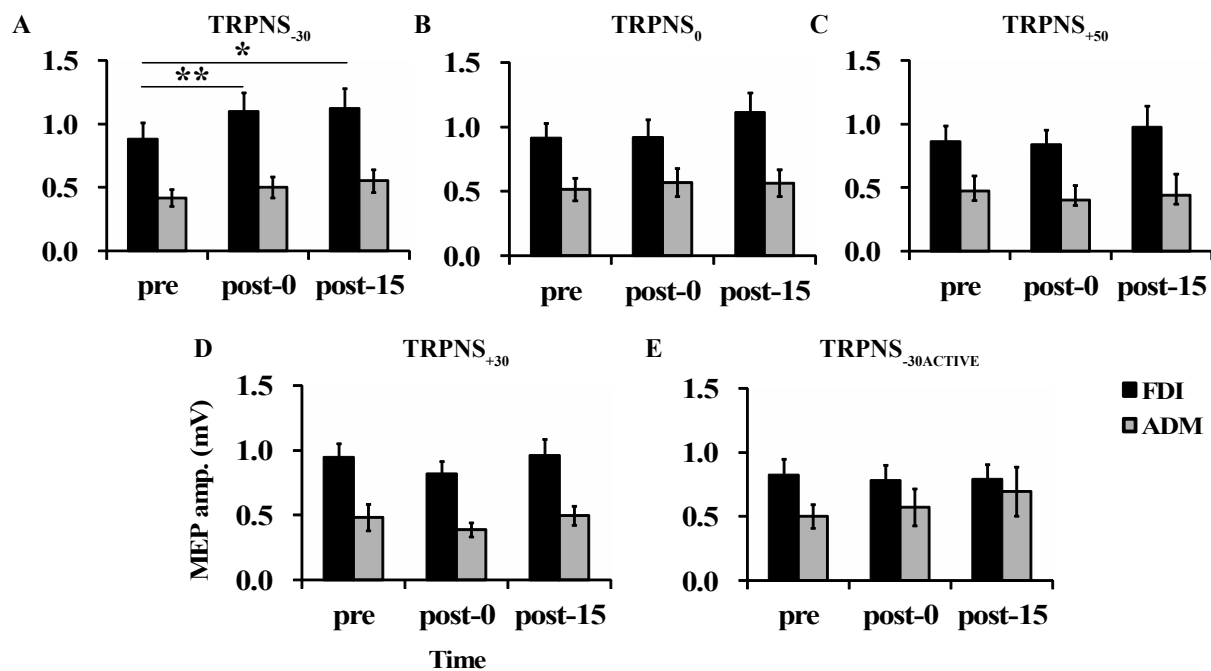 A TRPNS-30
B TRPNS0
C TRPNS+50
1.5
**
*
1.0
0.5
0.0
pre post-0 post-15
1.5
1.0
0.5
0.0
pre post-0 post-15
1.5
1.0
0.5
0.0
pre post-0 post-15
D TRPNS+30
E TRPNS-30ACTIVE
MEP amp. (mV)
1.5
1.0
0.5
0.0
pre post-0 post-15
Time
1.5
1.0
0.5
0.0
pre post-0 post-15
FDI
ADM